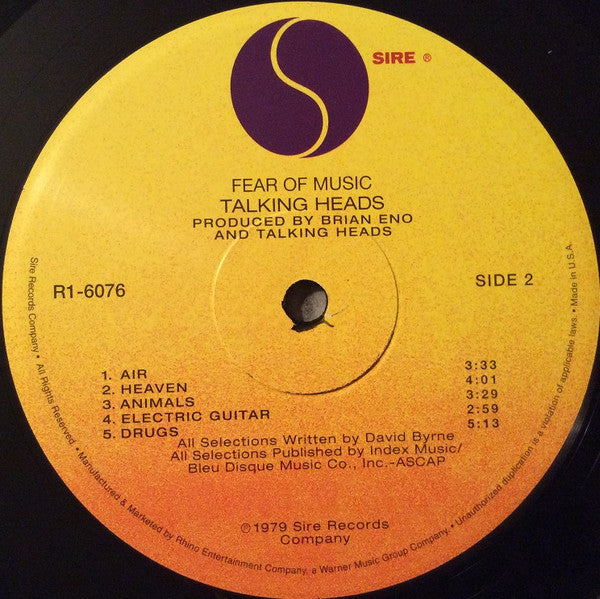 SIRE ®
FEAR OF MUSIC
TALKING HEADS
PRODUCED BY BRIAN ENO
AND TALKING HEADS
R1-6076
SIDE 2
1. AIR 3:33
2. HEAVEN 4:01
3. ANIMALS 3:29
4. ELECTRIC GUITAR 2:59
5. DRUGS 5:13
All Selections Written by David Byrne
All Selections Published by Index Music/
Bleu Disque Music Co., Inc.-ASCAP
℗1979 Sire Records
Company
Sire Records Company. • All Rights Reserved. • Manufactured & Marketed by Rhino Entertainment Company, a Warner Music Group Company. • Unauthorized duplication is a violation of applicable laws. • Made in U.S.A.